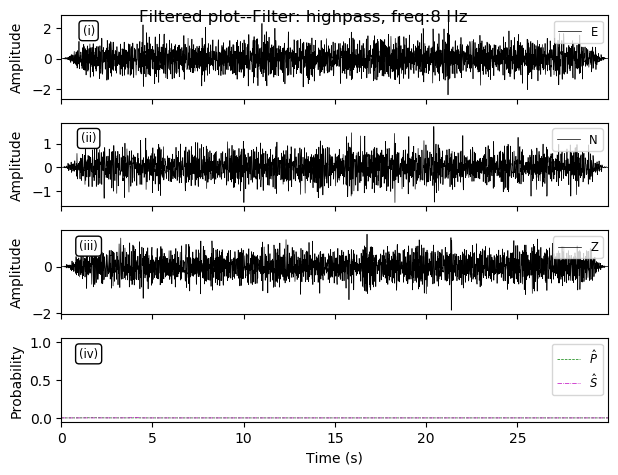 Filtered plot--Filter: highpass, freq:8 Hz
(i)
E
Amplitude
2
0
−2
(ii)
N
Amplitude
1
0
−1
(iii)
Z
Amplitude
0
−2
(iv)
P̂
Ŝ
Probability
1.0
0.5
0.0
0 5 10 15 20 25
Time (s)